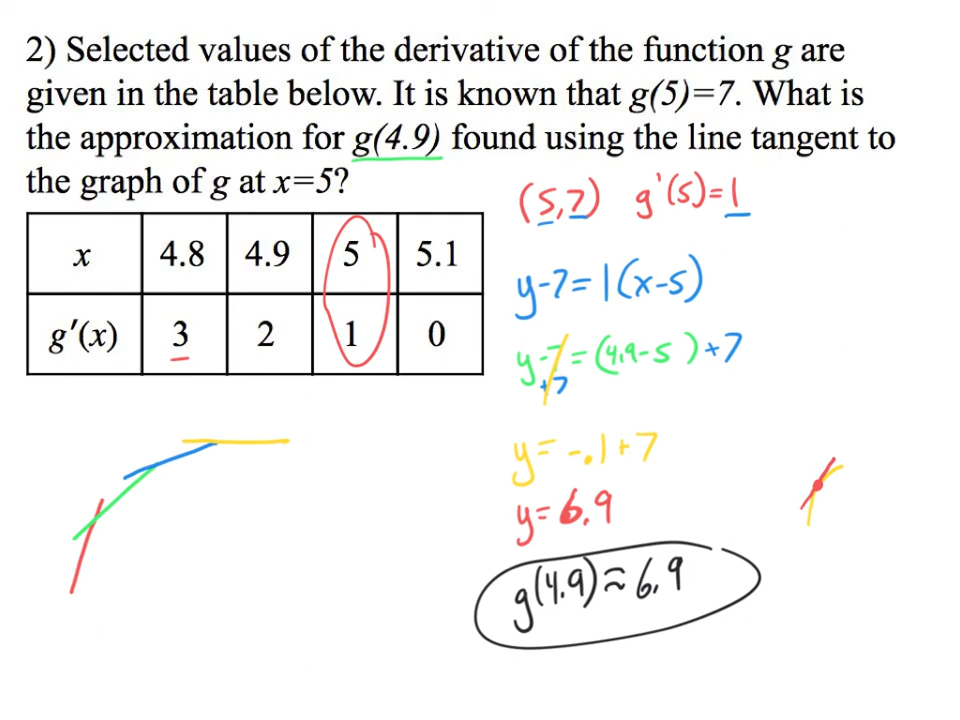 2) Selected values of the derivative of the function g are
given in the table below. It is known that g(5)=7. What is
the approximation for g(4.9) found using the line tangent to
the graph of g at x=5?
(5,7) g'(5)=1
x 4.8 4.9 5 5.1
g′(x) 3 2 1 0
y-7=1(x-5)
y-7=(4.9-5)+7
+7
y=-.1+7
y=6.9
g(4.9)≈6.9